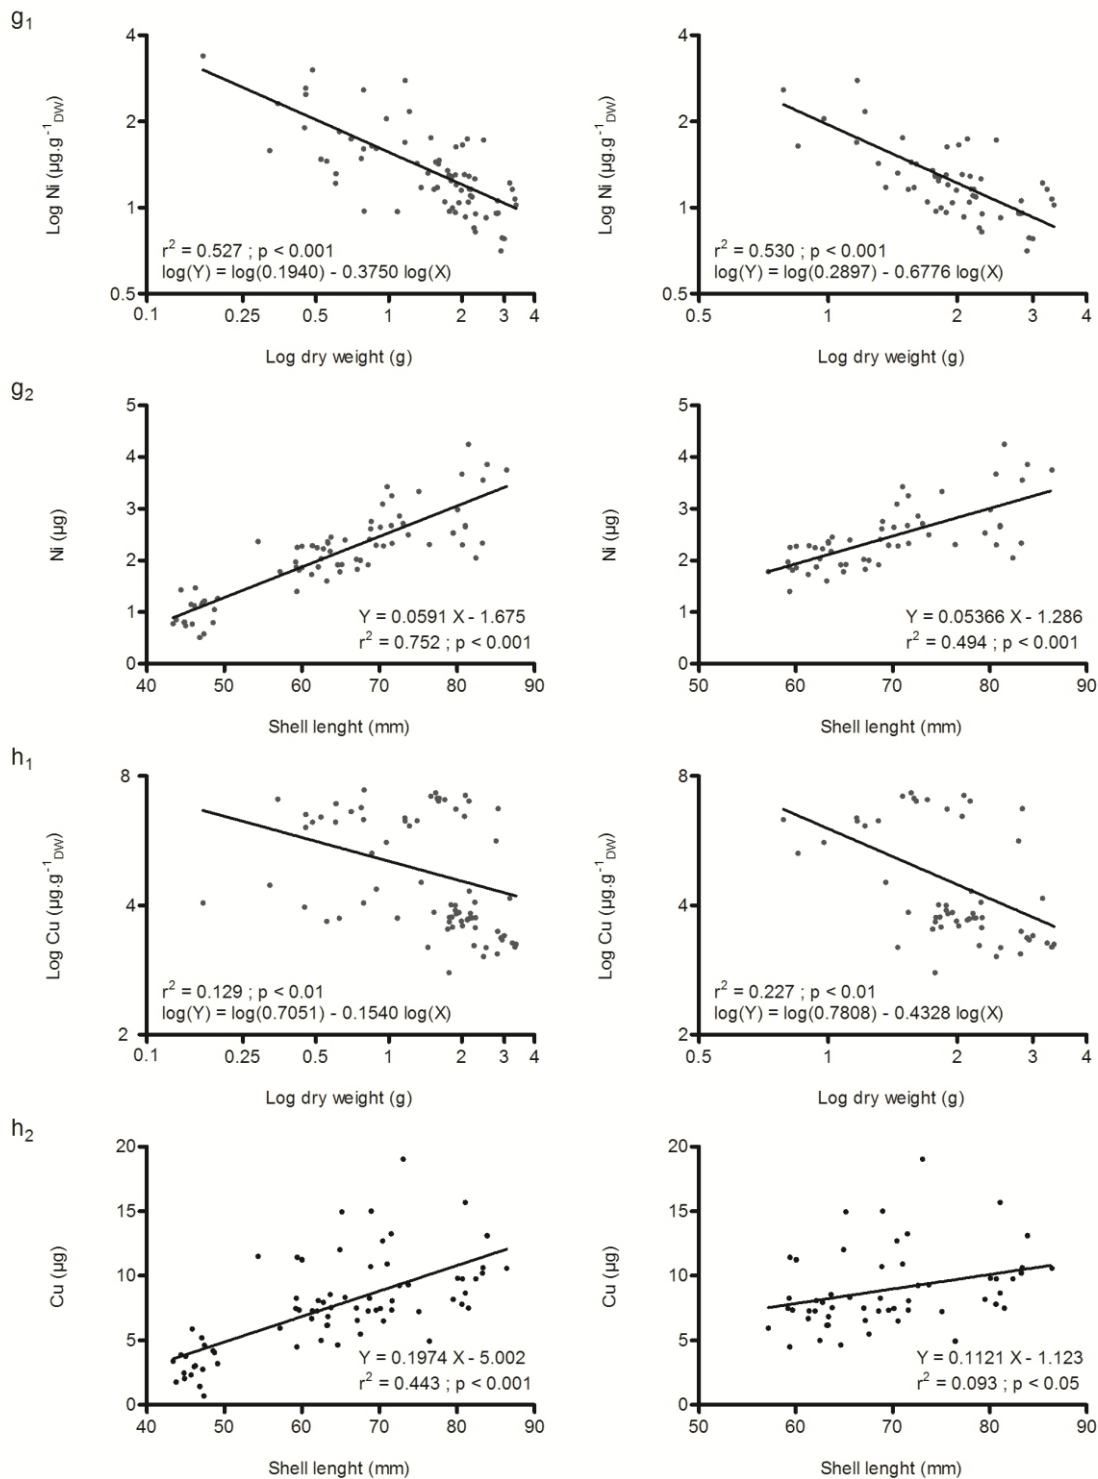 g1
Log Ni (µg.g-1DW)
4
2
1
0.5
r2 = 0.527 ; p < 0.001
log(Y) = log(0.1940) - 0.3750 log(X)
0.1 0.25 0.5 1 2 3 4
Log dry weight (g)
Log Ni (µg.g-1DW)
4
2
1
0.5
r2 = 0.530 ; p < 0.001
log(Y) = log(0.2897) - 0.6776 log(X)
0.5 1 2 3 4
Log dry weight (g)
g2
Ni (µg)
5
4
3
2
1
0
Y = 0.0591 X - 1.675
r2 = 0.752 ; p < 0.001
40 50 60 70 80 90
Shell lenght (mm)
Ni (µg)
5
4
3
2
1
0
Y = 0.05366 X - 1.286
r2 = 0.494 ; p < 0.001
50 60 70 80 90
Shell lenght (mm)
h1
Log Cu (µg.g-1DW)
8
4
2
r2 = 0.129 ; p < 0.01
log(Y) = log(0.7051) - 0.1540 log(X)
0.1 0.25 0.5 1 2 3 4
Log dry weight (g)
Log Cu (µg.g-1DW)
8
4
2
r2 = 0.227 ; p < 0.01
log(Y) = log(0.7808) - 0.4328 log(X)
0.5 1 2 3 4
Log dry weight (g)
h2
Cu (µg)
20
15
10
5
0
Y = 0.1974 X - 5.002
r2 = 0.443 ; p < 0.001
40 50 60 70 80 90
Shell lenght (mm)
Cu (µg)
20
15
10
5
0
Y = 0.1121 X - 1.123
r2 = 0.093 ; p < 0.05
50 60 70 80 90
Shell lenght (mm)